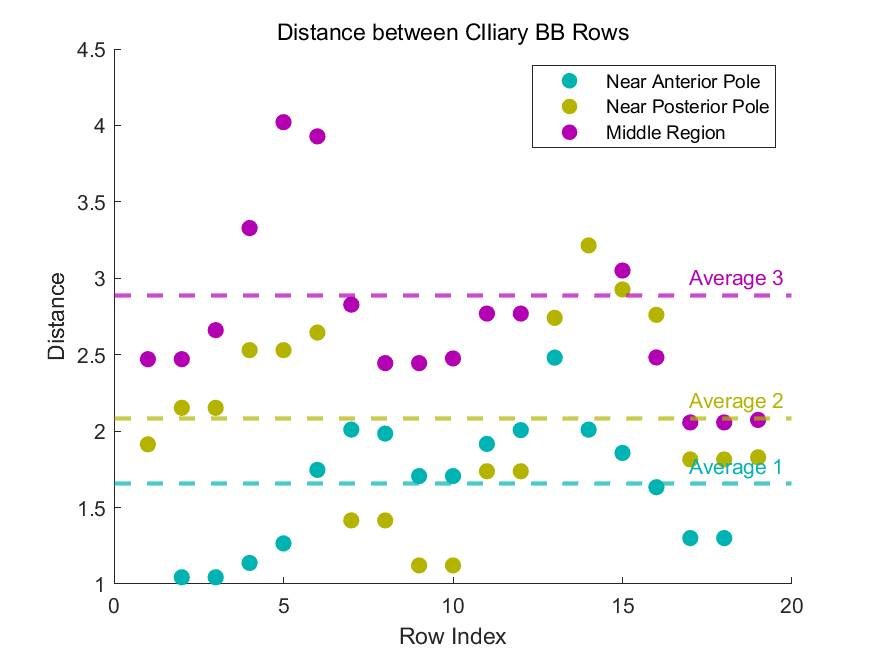 Distance between CIliary BB Rows
4.5
4
3.5
3
2.5
2
1.5
1
Distance
Near Anterior Pole
Near Posterior Pole
Middle Region
Average 3
Average 2
Average 1
0
5
10
15
20
Row Index